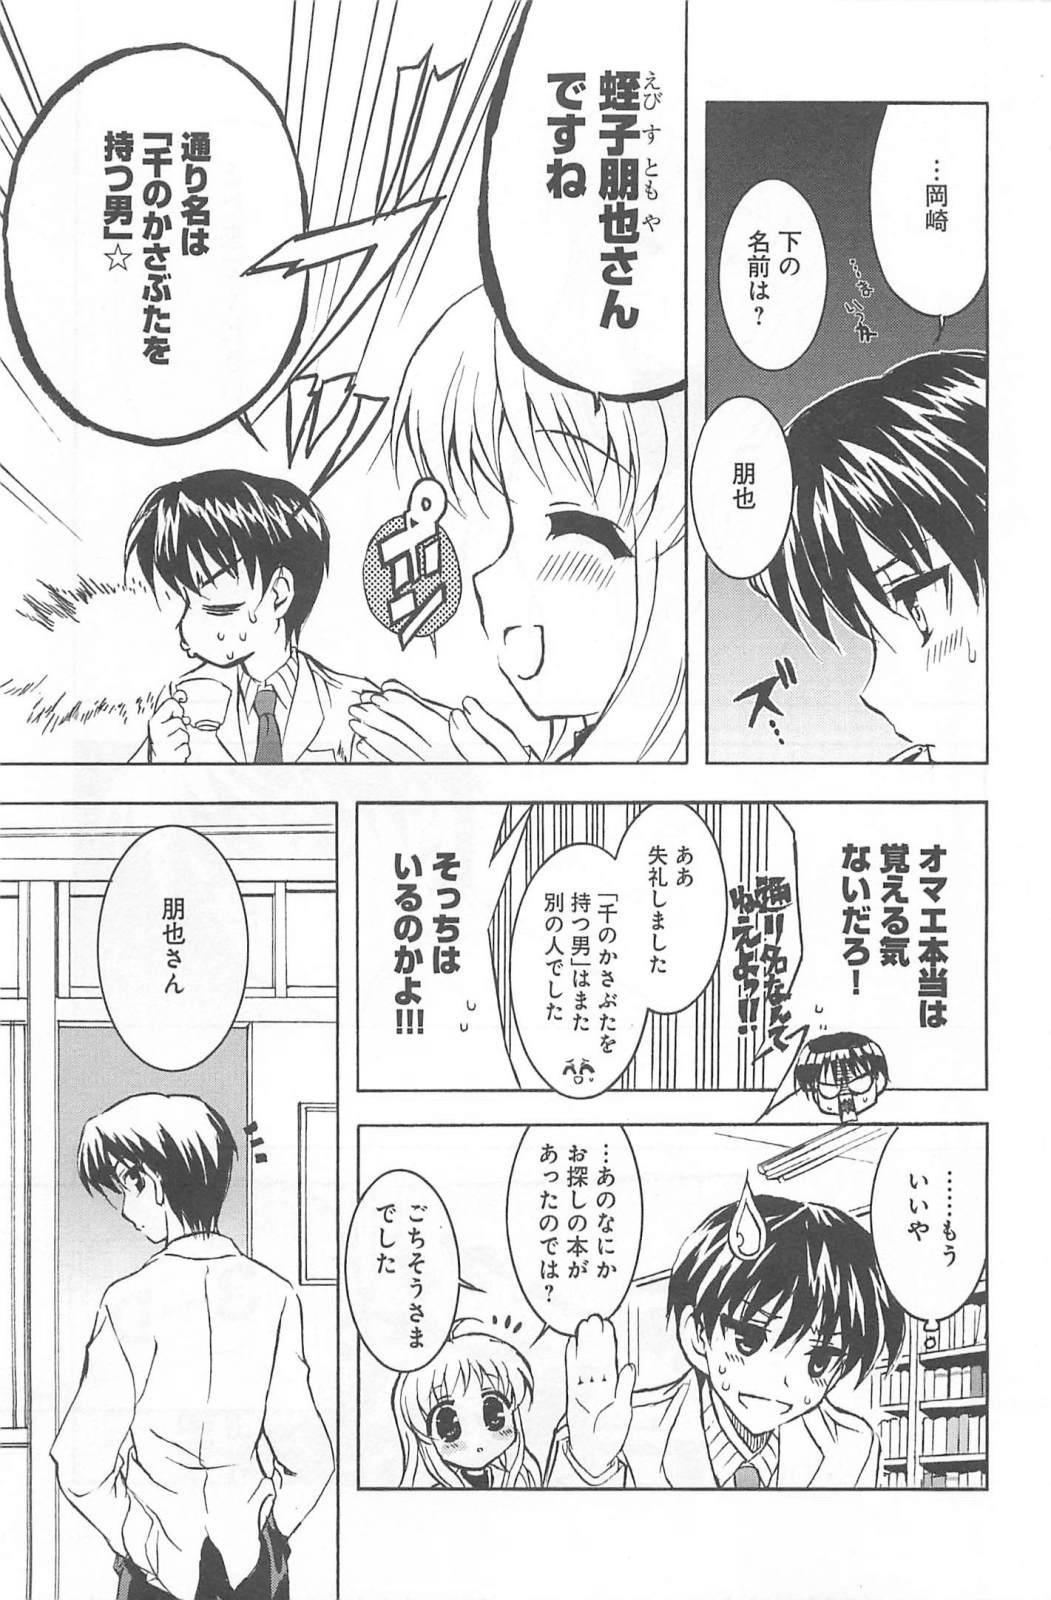 …岡崎
…まいっか
下の
名前は?
朋也
ズ…
えびす ともや
蛭子朋也さん
ですね
通り名は
「千のかさぶたを
持つ男」☆
ブフ
ポン
オマエ本当は
覚える気
ないだろ!
通り名なんて
ねえよっ!!
ああ
失礼しました
「千のかさぶたを
持つ男」はまた
別の人でした
そっちは
いるのかよ!!!
……もう
いいや
…あのなにか
お探しの本が
あったのでは?
ごちそうさま
でした
朋也さん